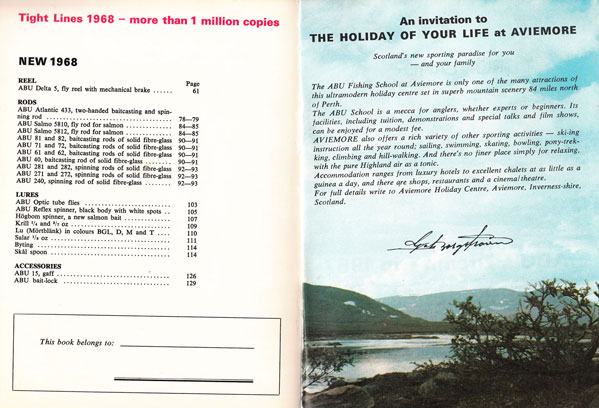 Tight Lines 1968 – more than 1 million copies
NEW 1968
REEL Page
ABU Delta 5, fly reel with mechanical brake ...... 61
RODS
ABU Atlantic 433, two-handed baitcasting and spin-
ning rod ........................ 78—79
ABU Salmo 5810, fly rod for salmon ............ 84—85
ABU Salmo 5812, fly rod for salmon ............ 84—85
ABU 81 and 82, baitcasting rods of solid fibre-glass 90—91
ABU 71 and 72, baitcasting rods of solid fibre-glass 90—91
ABU 61 and 62, baitcasting rods of solid fibre-glass 90—91
ABU 40, baitcasting rod of solid fibre-glass ...... 90—91
ABU 281 and 282, spinning rods of solid fibre-glass 92—93
ABU 271 and 272, spinning rods of solid fibre-glass 92—93
ABU 240, spinning rod of solid fibre-glass ........ 92—93
LURES
ABU Optic tube flies ........................ 103
ABU Reflex spinner, black body with white spots .. 105
Högbom spinner, a new salmon bait ............ 107
Krill 1/4 and 3/7 oz ........................ 109
Lu (Mörtblänk) in colours BGL, D, M and T .... 110
Salar 7/8 oz ........................ 111
Byting ........................ 114
Skål spoon ........................ 114
ACCESSORIES
ABU 15, gaff ........................ 126
ABU bait-lock ........................ 129
This book belongs to:
An invitation to
THE HOLIDAY OF YOUR LIFE at AVIEMORE
Scotland's new sporting paradise for you
— and your family
The ABU Fishing School at Aviemore is only one of the many attractions of
this ultramodern holiday centre set in superb mountain scenery 84 miles north
of Perth.
The ABU School is a mecca for anglers, whether experts or beginners. Its
facilities, including tuition, demonstrations and special talks and film shows,
can be enjoyed for a modest fee.
AVIEMORE also offers a rich variety of other sporting activities — ski-ing
instruction all the year round; sailing, swimming, skating, bowling, pony-trek-
king, climbing and hill-walking. And there's no finer place simply for relaxing,
with the pure Highland air as a tonic.
Accommodation ranges from luxury hotels to excellent chalets at as little as a
guinea a day, and there are shops, restaurants and a cinema/theatre.
For full details write to Aviemore Holiday Centre, Aviemore, Inverness-shire,
Scotland.